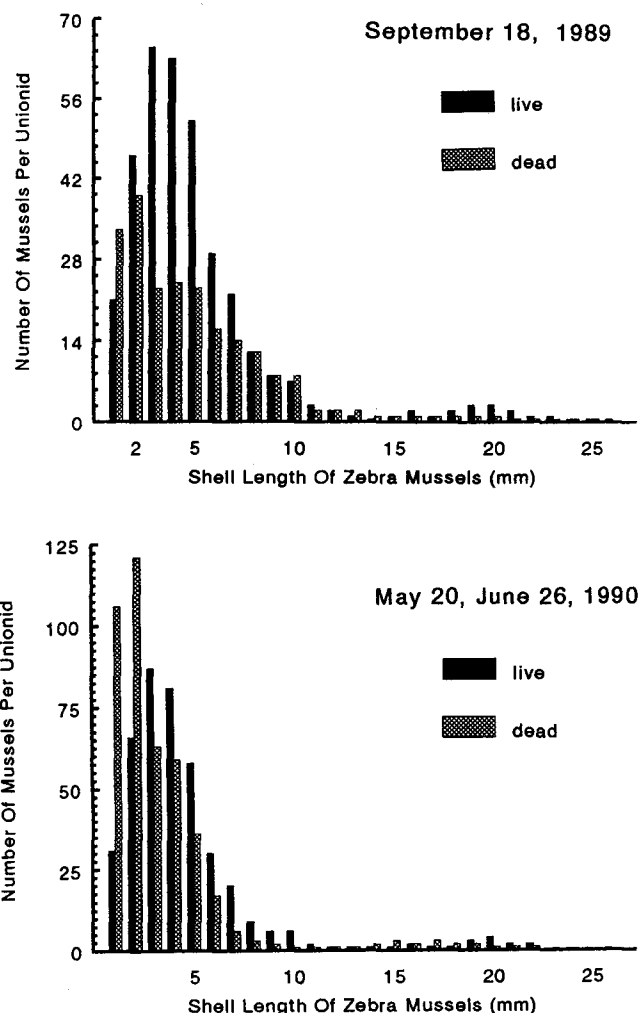 September 18, 1989
live
dead
Number Of Mussels Per Unionid
70
56
42
28
14
0
2 5 10 15 20 25
Shell Length Of Zebra Mussels (mm)
May 20, June 26, 1990
live
dead
Number Of Mussels Per Unionid
125
100
75
50
25
0
5 10 15 20 25
Shell Length Of Zebra Mussels (mm)